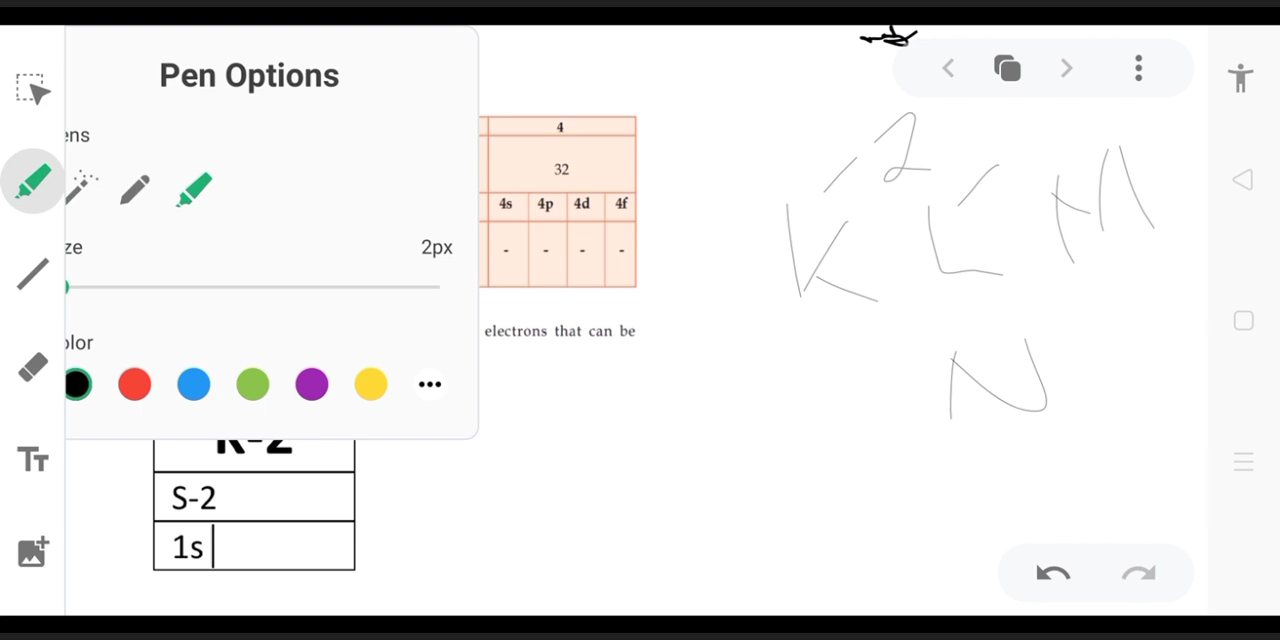 Pen Options
ens
ze 2px
olor
4
32
4s 4p 4d 4f
- - - -
electrons that can be
K-2
S-2
1s
2
K L M
N
TT